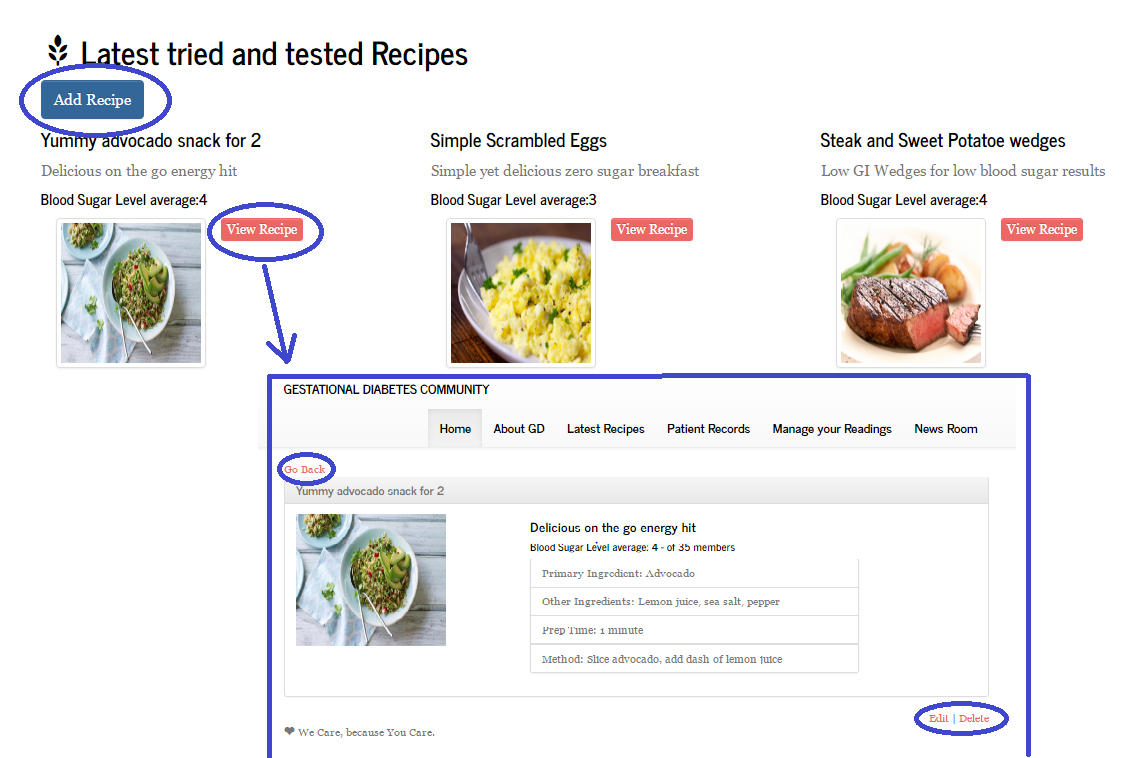 Latest tried and tested Recipes
Add Recipe
Yummy advocado snack for 2
Delicious on the go energy hit
Blood Sugar Level average:4
View Recipe
Simple Scrambled Eggs
Simple yet delicious zero sugar breakfast
Blood Sugar Level average:3
View Recipe
Steak and Sweet Potatoe wedges
Low GI Wedges for low blood sugar results
Blood Sugar Level average:4
View Recipe
GESTATIONAL DIABETES COMMUNITY
Home About GD Latest Recipes Patient Records Manage your Readings News Room
Go Back
Yummy advocado snack for 2
Delicious on the go energy hit
Blood Sugar Level average: 4 - of 35 members
Primary Ingredient: Advocado
Other Ingredients: Lemon juice, sea salt, pepper
Prep Time: 1 minute
Method: Slice advocado, add dash of lemon juice
Edit | Delete
We Care, because You Care.